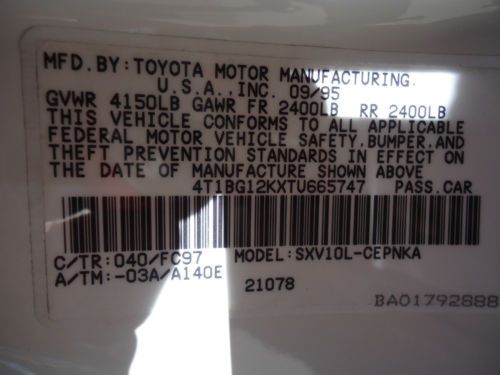 MFD.BY: TOYOTA MOTOR MANUFACTURING.
U.S.A., INC. 09/95
GVWR 4150LB GAWR FR 2400LB RR 2400LB
THIS VEHICLE CONFORMS TO ALL APPLICABLE
FEDERAL MOTOR VEHICLE SAFETY.BUMPER.AND
THEFT PREVENTION STANDARDS IN EFFECT ON
THE DATE OF MANUFACTURE SHOWN ABOVE
4T1BG12KXTU665747 PASS.CAR
C/TR: 040/FC97 MODEL: SXV10L-CEPNKA
A/TM: -03A/A140E 21078
BA01792888